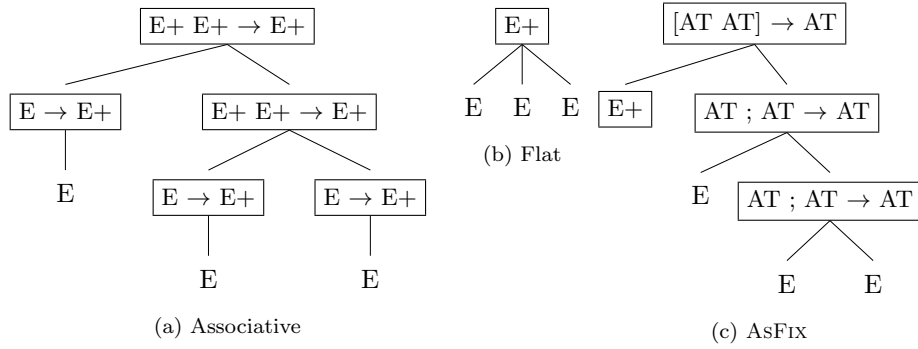 E+ E+ → E+
E → E+
E+ E+ → E+
E
E → E+
E → E+
E
E
(a) Associative
E+
E E E
(b) Flat
[AT AT] → AT
E+
AT ; AT → AT
E
AT ; AT → AT
E E
(c) AsFix